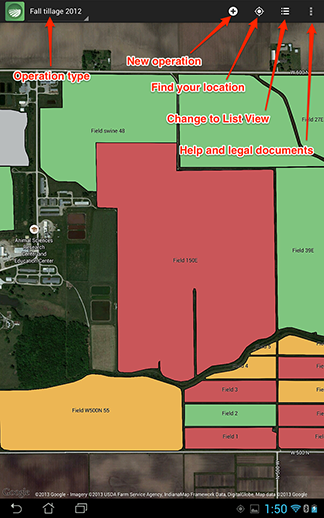 Fall tillage 2012
Operation type
New operation
Find your location
Change to List View
Help and legal documents
W 600 N
Field swine 48
Field 27E
Field 150E
Field 39E
Animal Sciences
Research
Center and
Education Center
Field 3
Field W500N 55
Field 2
Field 1
W 500 N
Google
©2013 Google - Imagery ©2013 USDA Farm Service Agency, IndianaMap Framework Data, DigitalGlobe, Map data ©2013 Google
1:50